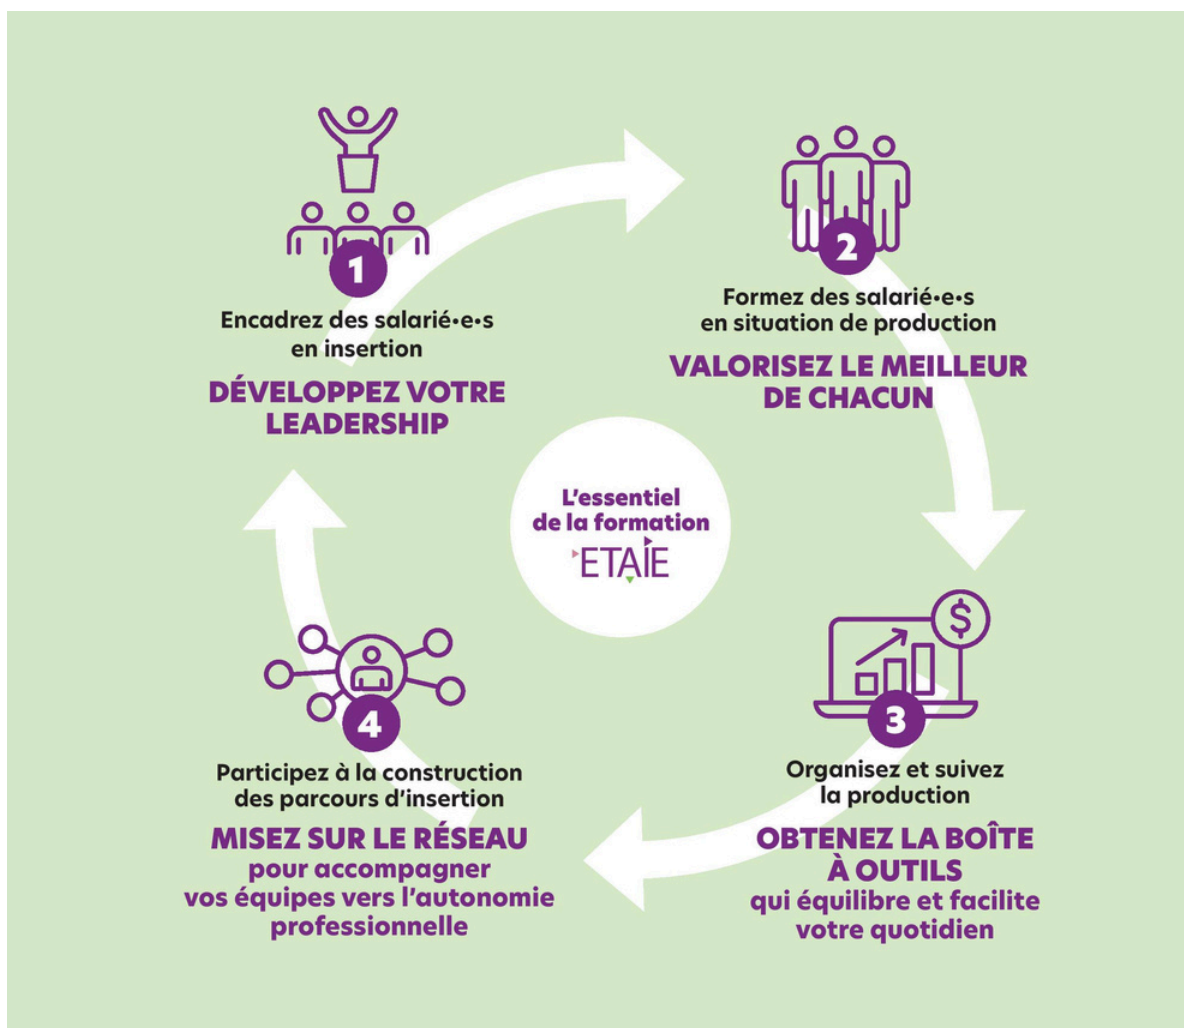 1
Encadrez des salarié·e·s
en insertion
DÉVELOPPEZ VOTRE
LEADERSHIP
2
Formez des salarié·e·s
en situation de production
VALORISEZ LE MEILLEUR
DE CHACUN
L'essentiel
de la formation
ETAIE
$
3
Organisez et suivez
la production
OBTENEZ LA BOÎTE
À OUTILS
qui équilibre et facilite
votre quotidien
4
Participez à la construction
des parcours d'insertion
MISEZ SUR LE RÉSEAU
pour accompagner
vos équipes vers l'autonomie
professionnelle